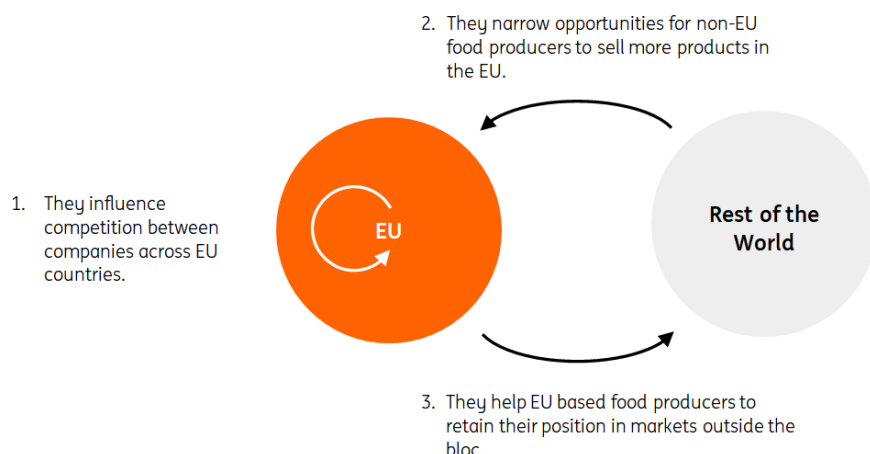 2. They narrow opportunities for non-EU
food producers to sell more products in
the EU.
1. They influence
competition between
companies across EU
countries.
EU
Rest of the
World
3. They help EU based food producers to
retain their position in markets outside the
bloc